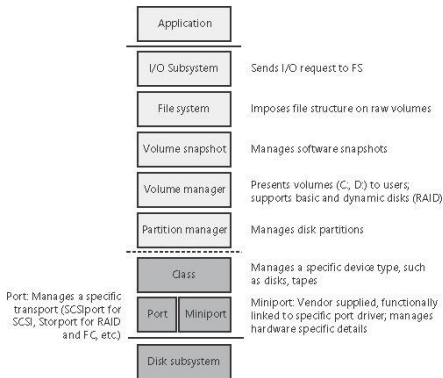 Application
I/O Subsystem
Sends I/O request to FS
File system
Imposes file structure on raw volumes
Volume snapshot
Manages software snapshots
Volume manager
Presents volumes (C:, D:) to users;
supports basic and dynamic disks (RAID)
Partition manager
Manages disk partitions
Class
Manages a specific device type, such
as disks, tapes
Port: Manages a specific
transport (SCSIport for
SCSI, Storport for RAID
and FC, etc.)
Port
Miniport
Miniport: Vendor supplied, functionally
linked to specific port driver; manages
hardware specific details
Disk subsystem